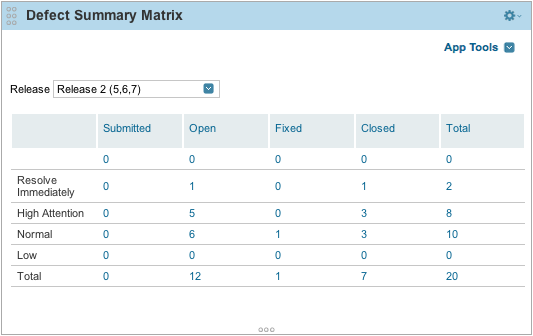 Defect Summary Matrix
App Tools
Release Release 2 (5,6,7)
Submitted Open Fixed Closed Total
0 0 0 0 0
Resolve
Immediately 0 1 0 1 2
High Attention 0 5 0 3 8
Normal 0 6 1 3 10
Low 0 0 0 0 0
Total 0 12 1 7 20